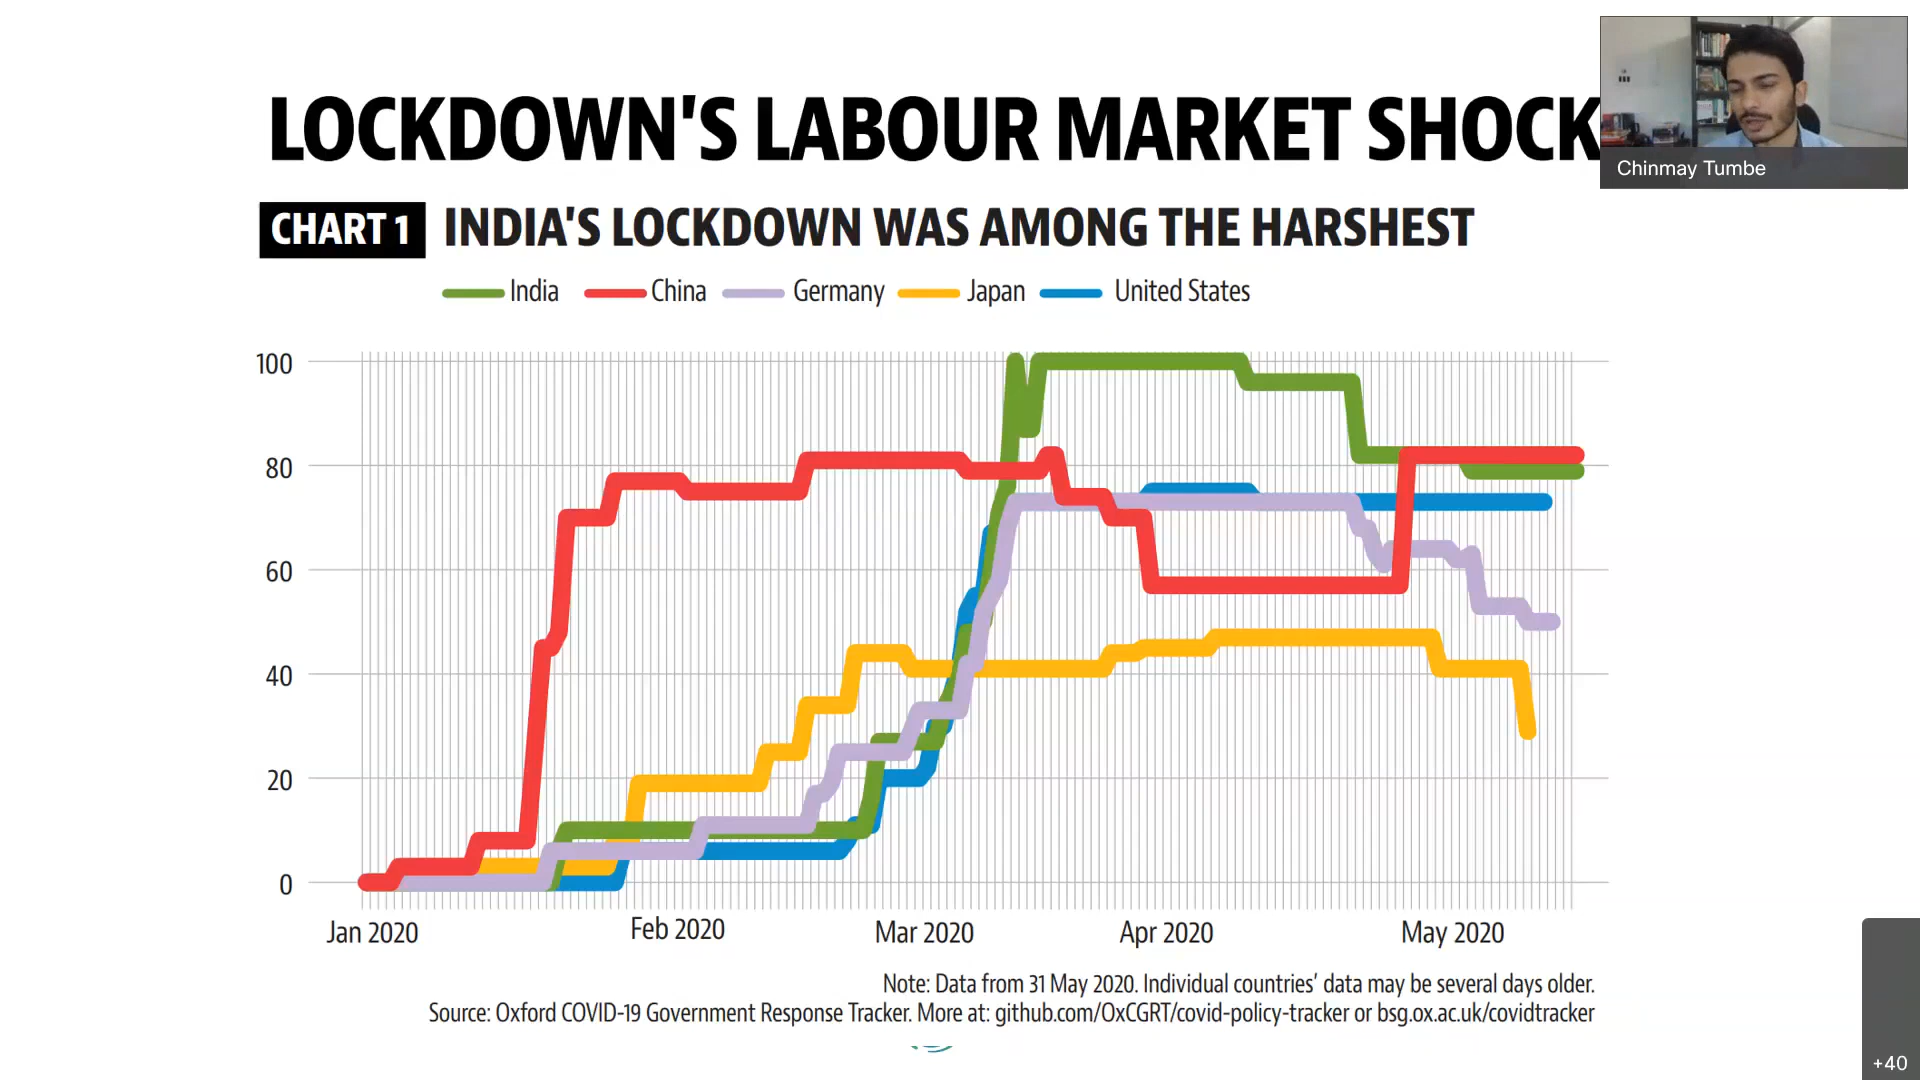 LOCKDOWN'S LABOUR MARKET SHOCK
Chinmay Tumbe
CHART 1 INDIA'S LOCKDOWN WAS AMONG THE HARSHEST
India China Germany Japan United States
100
80
60
40
20
0
Jan 2020 Feb 2020 Mar 2020 Apr 2020 May 2020
Note: Data from 31 May 2020. Individual countries' data may be several days older.
Source: Oxford COVID-19 Government Response Tracker. More at: github.com/OxCGRT/covid-policy-tracker or bsg.ox.ac.uk/covidtracker
+40